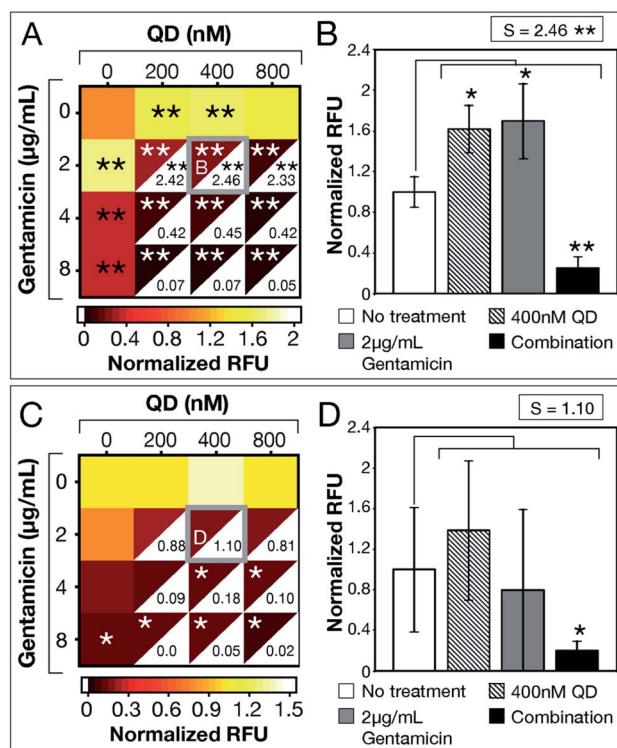 A
QD (nM)
0 200 400 800
Gentamicin (µg/mL)
0 ** **
2 ** ** ** 2.42 ** B ** 2.46 ** ** 2.33
4 ** ** 0.42 ** 0.45 ** 0.42
8 ** ** 0.07 ** 0.07 ** 0.05
0 0.4 0.8 1.2 1.6 2
Normalized RFU
B
S = 2.46 **
Normalized RFU
2.4
2.0
1.6
1.2
0.8
0.4
0
* * **
No treatment
400nM QD
2µg/mL Gentamicin
Combination
C
QD (nM)
0 200 400 800
Gentamicin (µg/mL)
0
2 0.88 D 1.10 0.81
4 0.09 * 0.18 * 0.10
8 * * 0.0 * 0.05 * 0.02
0 0.3 0.6 0.9 1.2 1.5
Normalized RFU
D
S = 1.10
Normalized RFU
2.4
2.0
1.6
1.2
0.8
0.4
0
*
No treatment
400nM QD
2µg/mL Gentamicin
Combination